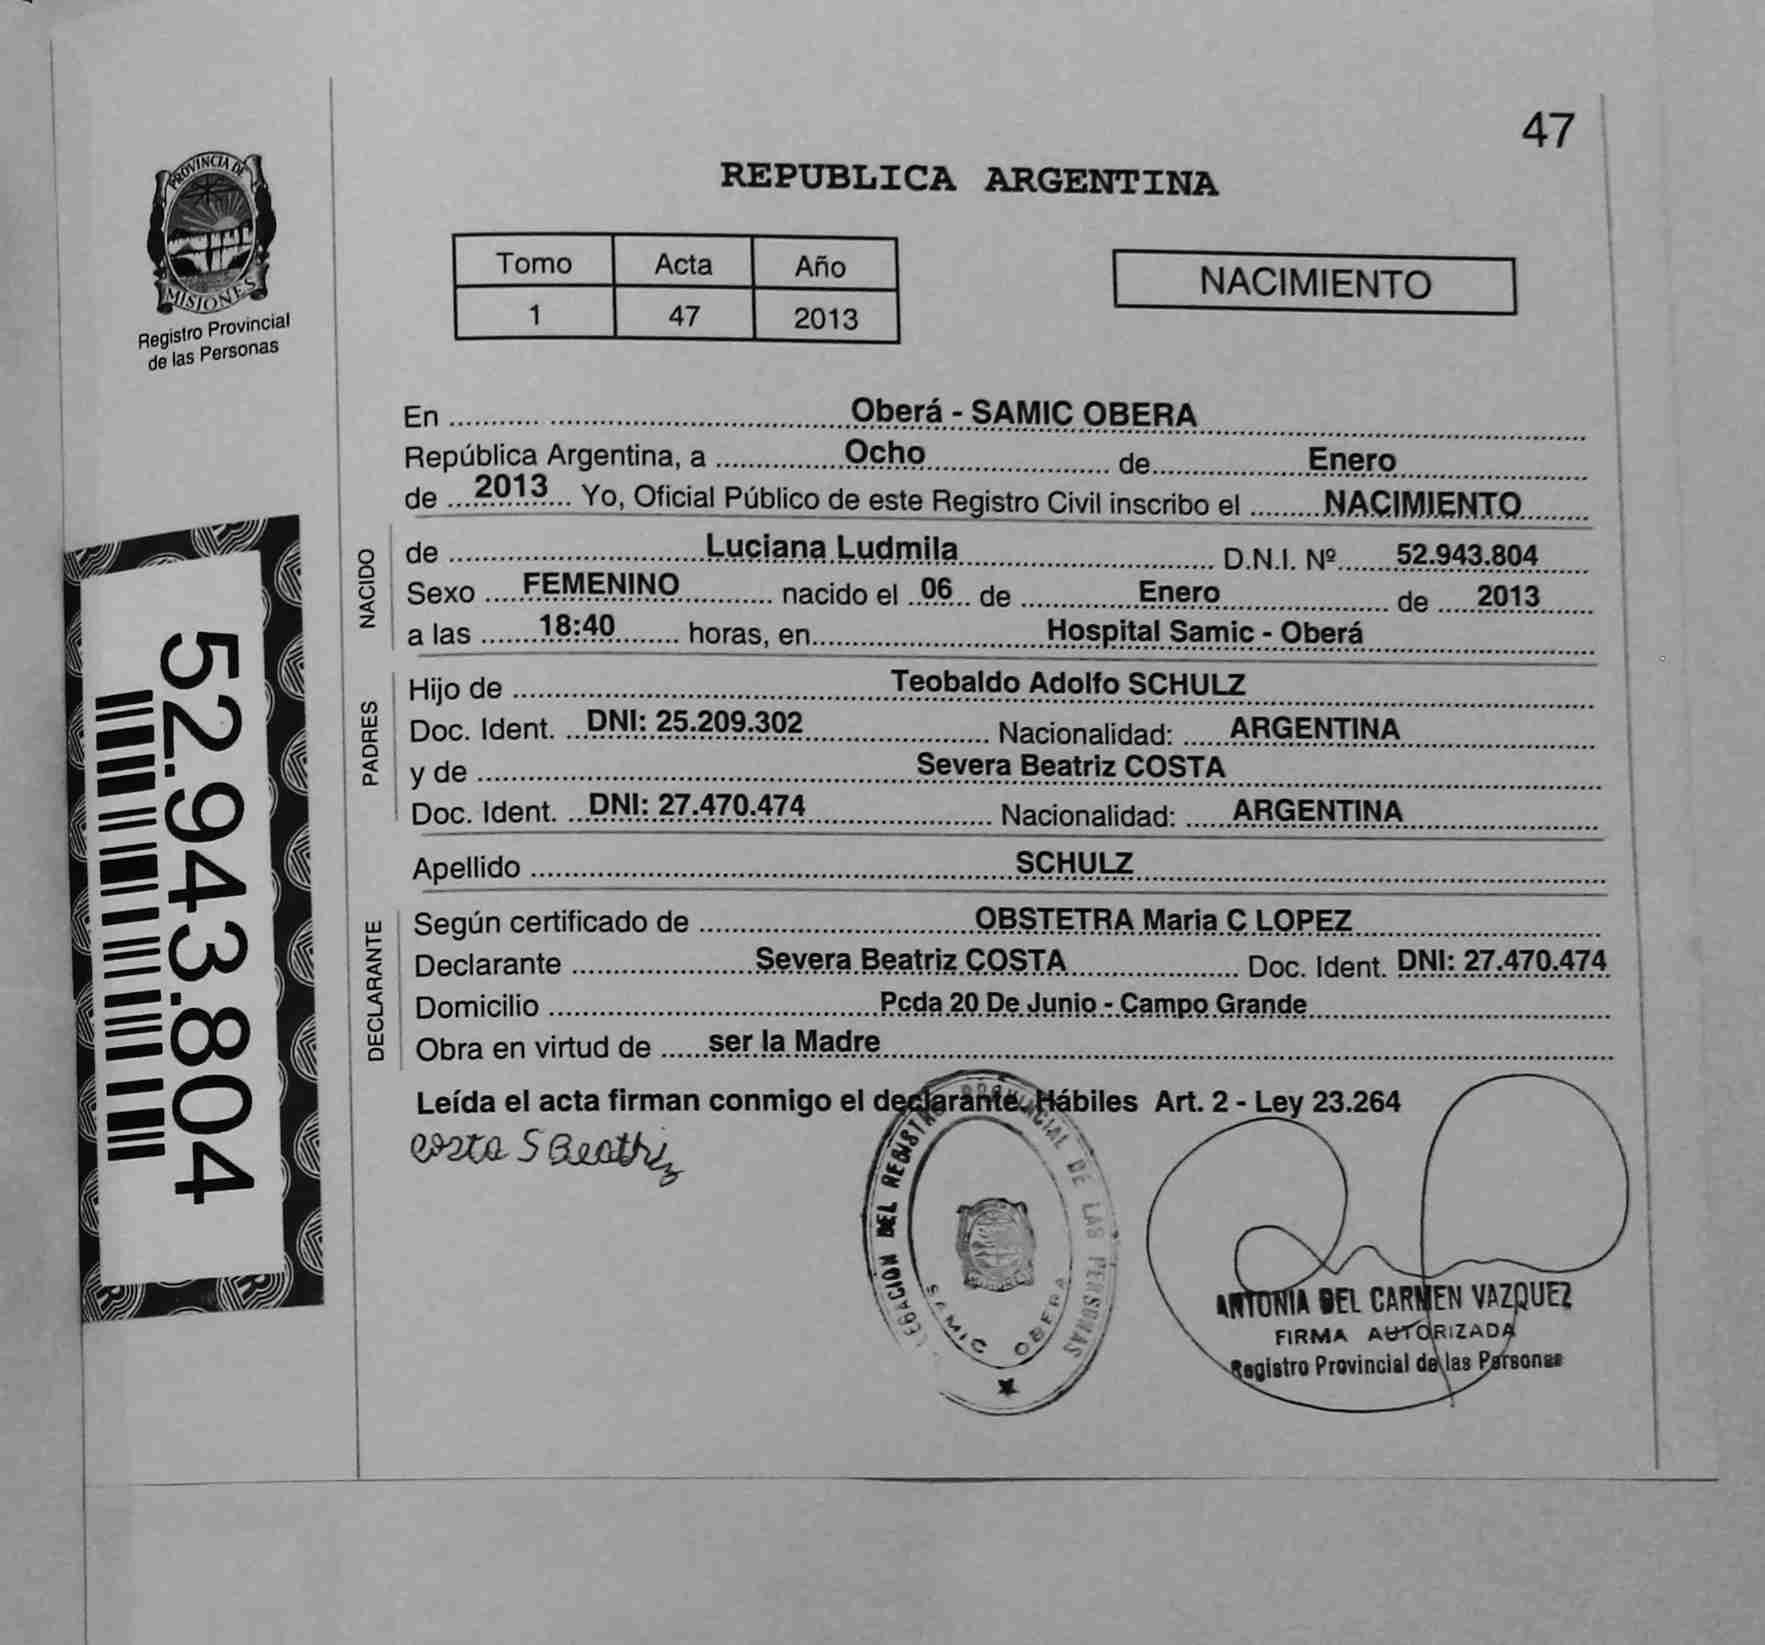 47
PROVINCIA DE
MISIONES
Registro Provincial
de las Personas
REPUBLICA ARGENTINA
Tomo Acta Año
1 47 2013
NACIMIENTO
En Oberá - SAMIC OBERA
República Argentina, a Ocho de Enero
de 2013 Yo, Oficial Público de este Registro Civil inscribo el NACIMIENTO
NACIDO
de Luciana Ludmila D.N.I. Nº 52.943.804
Sexo FEMENINO nacido el 06 de Enero de 2013
a las 18:40 horas, en Hospital Samic - Oberá
PADRES
Hijo de Teobaldo Adolfo SCHULZ
Doc. Ident. DNI: 25.209.302 Nacionalidad: ARGENTINA
y de Severa Beatriz COSTA
Doc. Ident. DNI: 27.470.474 Nacionalidad: ARGENTINA
Apellido SCHULZ
DECLARANTE
Según certificado de OBSTETRA Maria C LOPEZ
Declarante Severa Beatriz COSTA Doc. Ident. DNI: 27.470.474
Domicilio Pcda 20 De Junio - Campo Grande
Obra en virtud de ser la Madre
Leída el acta firman conmigo el declarante. Hábiles Art. 2 - Ley 23.264
Costa S Beatriz
DEL REGISTRO PROVINCIAL DE LAS PERSONAS
SAMIC OBERA
ANTONIA DEL CARMEN VAZQUEZ
FIRMA AUTORIZADA
Registro Provincial de las Personas
52.943.804